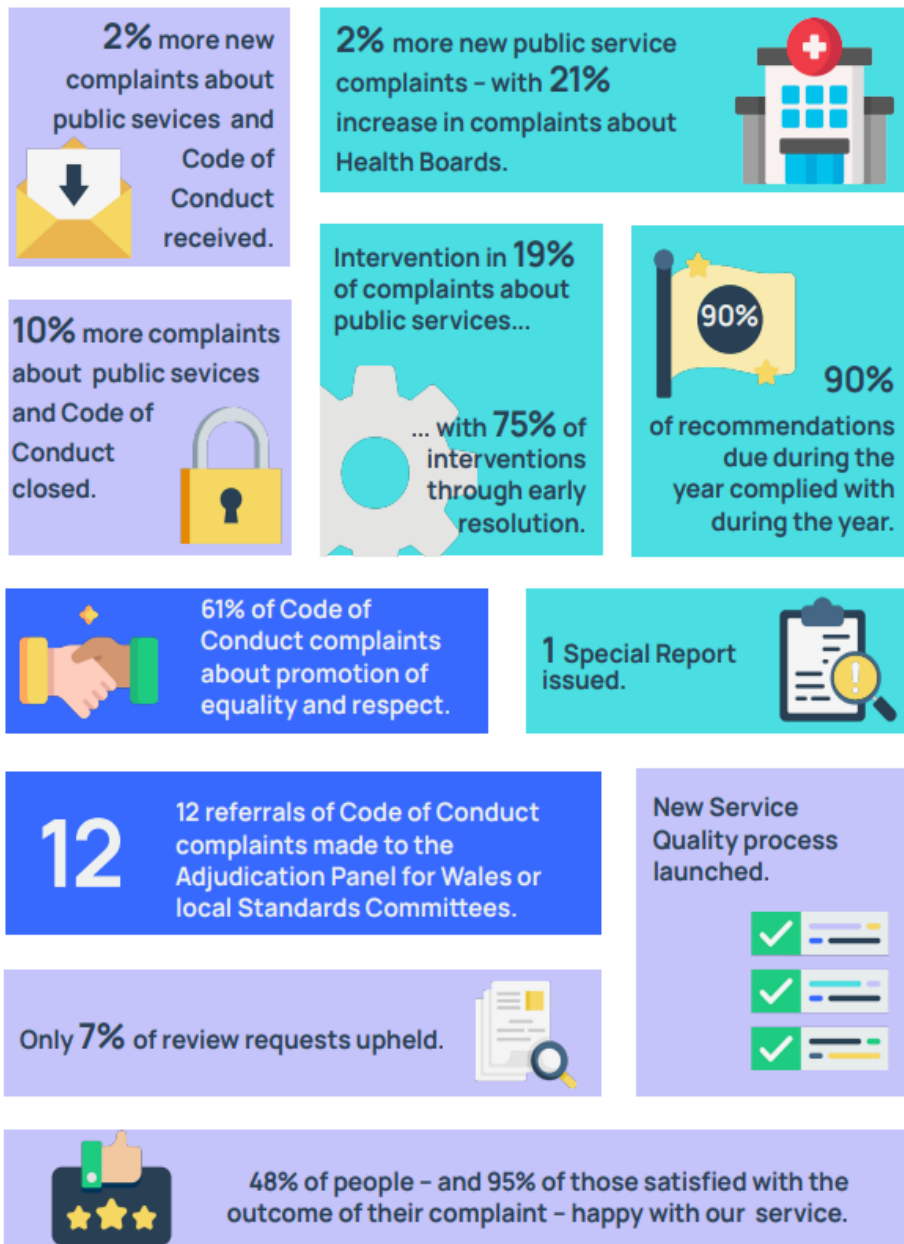 2% more new
complaints about
public sevices and
Code of
Conduct
received.
2% more new public service
complaints – with 21%
increase in complaints about
Health Boards.
10% more complaints
about public sevices
and Code of
Conduct
closed.
Intervention in 19%
of complaints about
public services...
... with 75% of
interventions
through early
resolution.
90%
90%
of recommendations
due during the
year complied with
during the year.
61% of Code of
Conduct complaints
about promotion of
equality and respect.
1 Special Report
issued.
12
12 referrals of Code of Conduct
complaints made to the
Adjudication Panel for Wales or
local Standards Committees.
New Service
Quality process
launched.
Only 7% of review requests upheld.
48% of people – and 95% of those satisfied with the
outcome of their complaint – happy with our service.